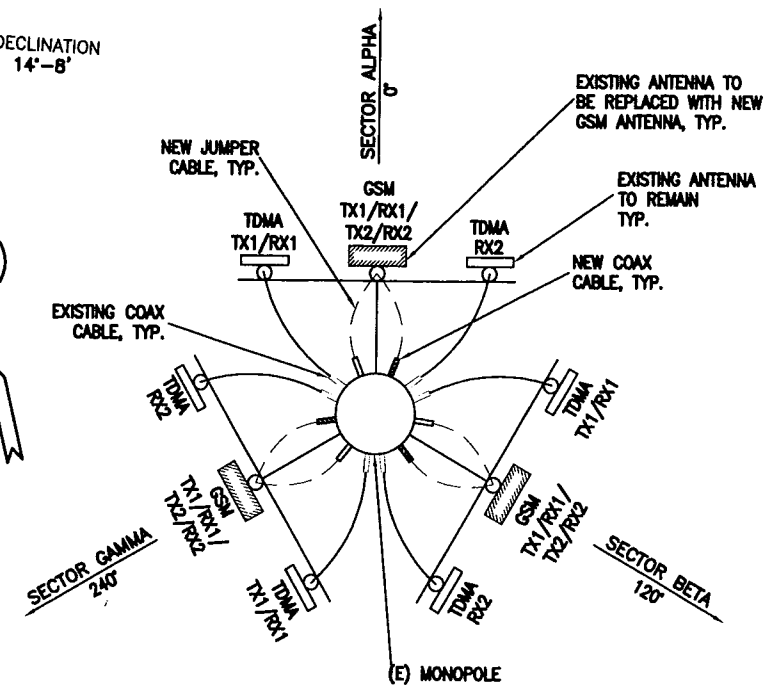 DECLINATION
14°-8'
SECTOR ALPHA
0°
EXISTING ANTENNA TO
BE REPLACED WITH NEW
GSM ANTENNA, TYP.
NEW JUMPER
CABLE, TYP.
GSM
TX1/RX1/
TX2/RX2
EXISTING ANTENNA
TO REMAIN
TYP.
TDMA
TX1/RX1
TDMA
RX2
NEW COAX
CABLE, TYP.
EXISTING COAX
CABLE, TYP.
TDMA
RX2
TDMA
TX1/RX1
GSM
TX1/RX1/
TX2/RX2
GSM
TX1/RX1/
TX2/RX2
SECTOR GAMMA
240°
SECTOR BETA
120°
TDMA
TX1/RX1
TDMA
RX2
(E) MONOPOLE